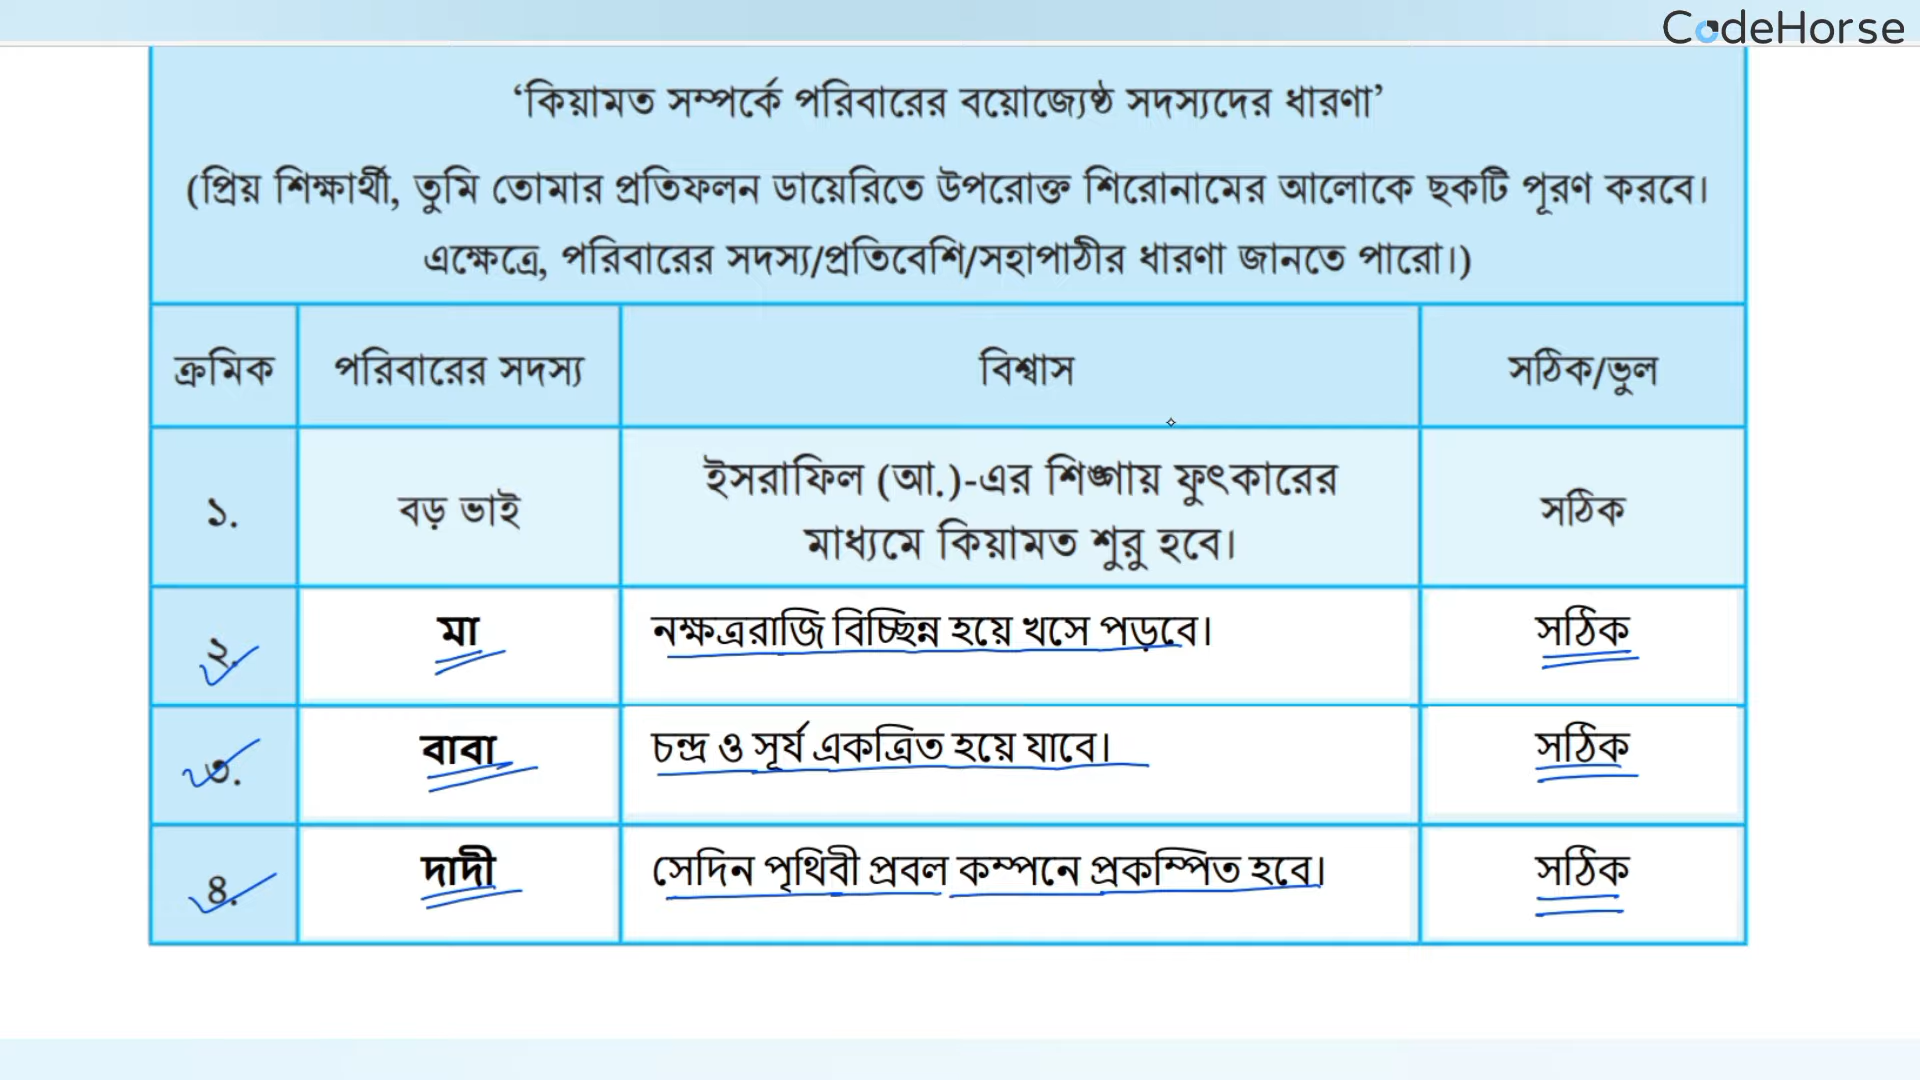 CodeHorse
‘কিয়ামত সম্পর্কে পরিবারের বয়োজ্যেষ্ঠ সদস্যদের ধারণা’
(প্রিয় শিক্ষার্থী, তুমি তোমার প্রতিফলন ডায়েরিতে উপরোক্ত শিরোনামের আলোকে ছকটি পূরণ করবে।
এক্ষেত্রে, পরিবারের সদস্য/প্রতিবেশি/সহাপাঠীর ধারণা জানতে পারো।)
ক্রমিক পরিবারের সদস্য বিশ্বাস সঠিক/ভুল
১. বড় ভাই ইসরাফিল (আ.)-এর শিঙ্গায় ফুৎকারের
মাধ্যমে কিয়ামত শুরু হবে। সঠিক
২. মা নক্ষত্ররাজি বিচ্ছিন্ন হয়ে খসে পড়বে। সঠিক
৩. বাবা চন্দ্র ও সূর্য একত্রিত হয়ে যাবে। সঠিক
৪. দাদী সেদিন পৃথিবী প্রবল কম্পনে প্রকম্পিত হবে। সঠিক